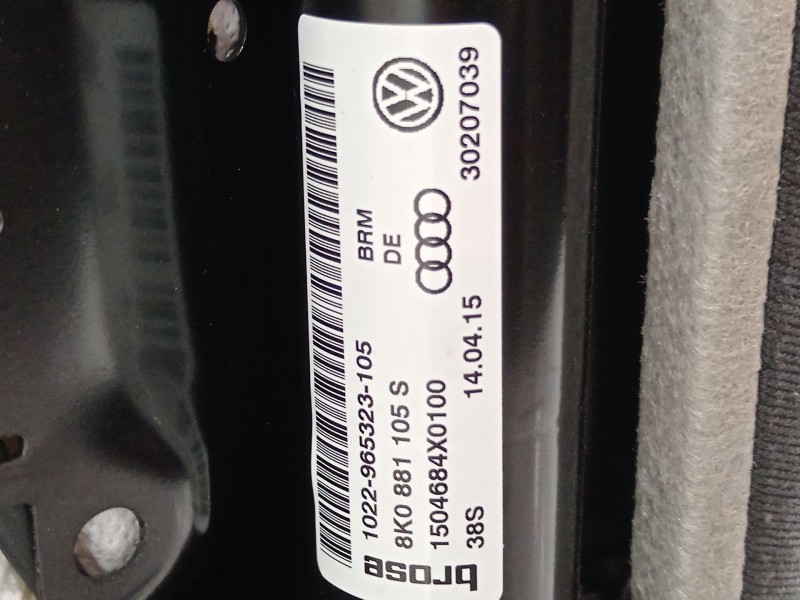 1022-965323-105 BRM
8K0 881 105 S DE
1504684X0100
38S 14.04.15 30207039
brose